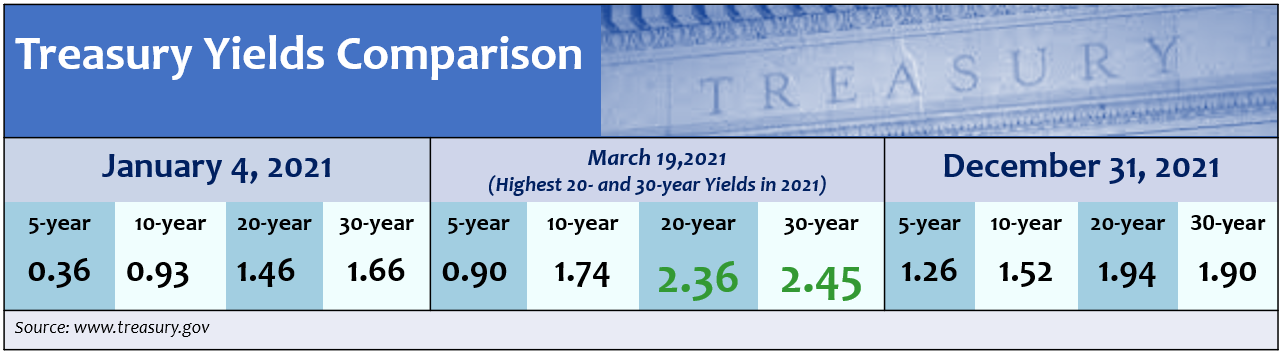 Treasury Yields Comparison
TREASURY
January 4, 2021
March 19,2021
(Highest 20- and 30-year Yields in 2021)
December 31, 2021
5-year 10-year 20-year 30-year 5-year 10-year 20-year 30-year 5-year 10-year 20-year 30-year
0.36 0.93 1.46 1.66 0.90 1.74 2.36 2.45 1.26 1.52 1.94 1.90
Source: www.treasury.gov